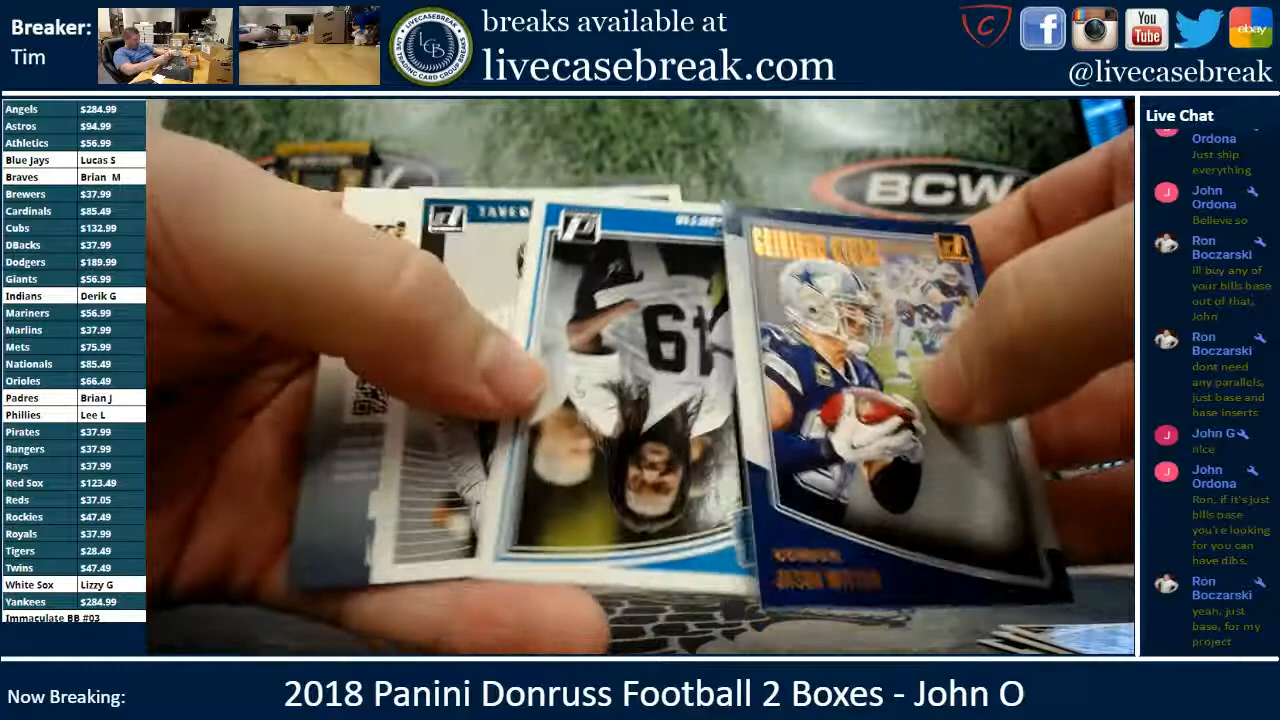 Breaker:
Tim
breaks available at
livecasebreak.com
LCB
You
Tube
ebay
@livecasebreak
Angels $284.99
Astros $94.99
Athletics $56.99
Blue Jays Lucas S
Braves Brian M
Brewers $37.99
Cardinals $85.49
Cubs $132.99
DBacks $37.99
Dodgers $189.99
Giants $56.99
Indians Derik G
Mariners $56.99
Marlins $37.99
Mets $75.99
Nationals $85.49
Orioles $66.49
Padres Brian J
Phillies Lee L
Pirates $37.99
Rangers $37.99
Rays $37.99
Red Sox $123.49
Reds $37.05
Rockies $47.49
Royals $37.99
Tigers $28.49
Twins $47.49
White Sox Lizzy G
Yankees $284.99
Immaculate BB #03
BCW
19
COWBOYS
JASON WITTEN
Live Chat
Ordona
Just ship
everything
John
Ordona
Believe so
Ron
Boczarski
ill buy any of
your bills base
out of that,
John
Ron
Boczarski
dont need
any parallels,
just base and
base inserts
John G
nice
John
Ordona
Ron, if it's just
bills base
you're looking
for you can
have dibs.
Ron
Boczarski
yeah, just
base, for my
project
Now Breaking:
2018 Panini Donruss Football 2 Boxes - John O